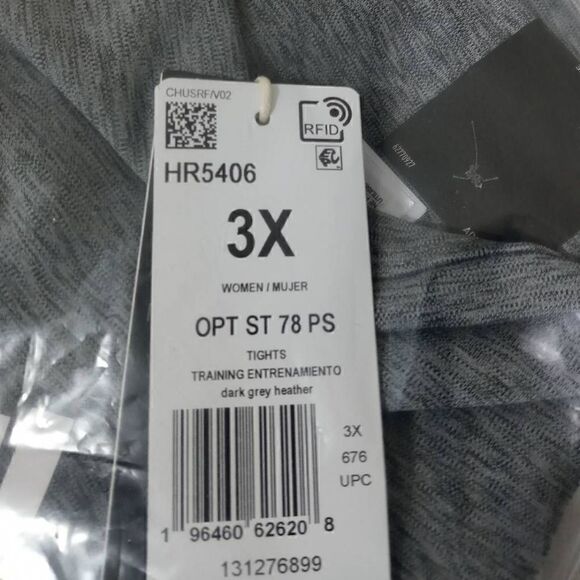 CHUSRF/V02
RFID
HR5406
3X
WOMEN / MUJER
OPT ST 78 PS
TIGHTS
TRAINING ENTRENAMIENTO
dark grey heather
3X
676
UPC
1 96460 62620 8
131276899